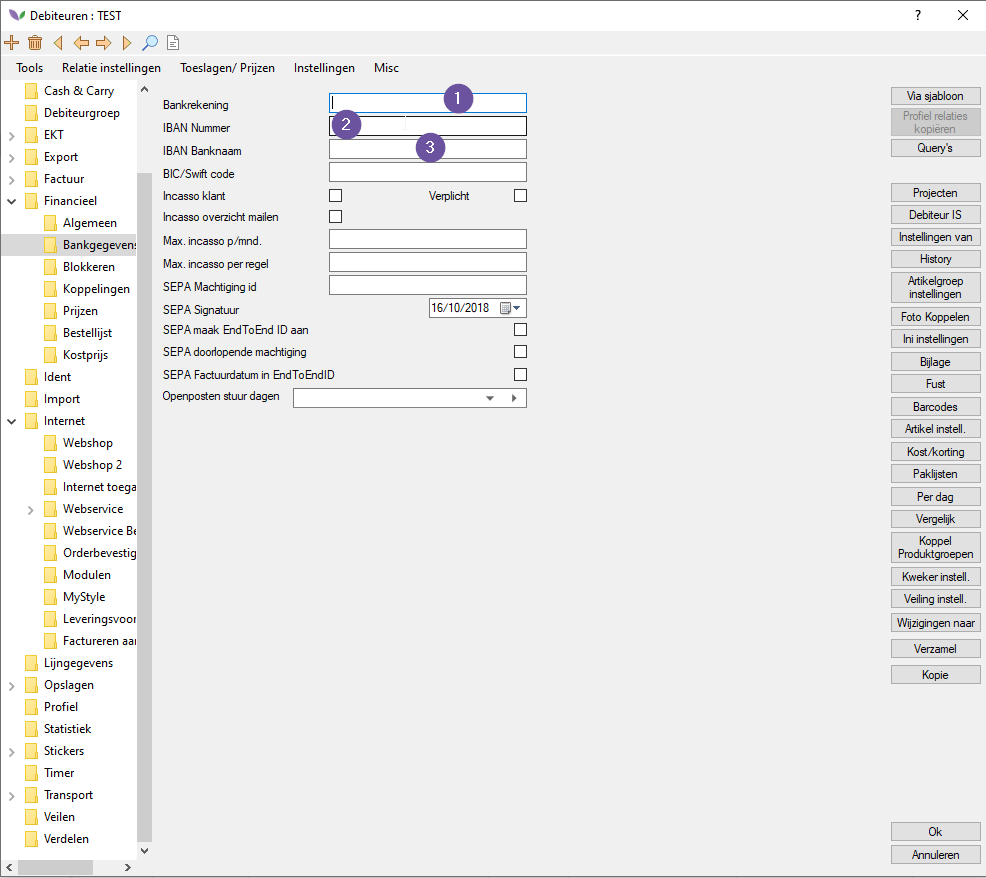 Debiteuren : TEST
?
Tools Relatie instellingen Toeslagen/ Prijzen Instellingen Misc
Cash & Carry
Debiteurgroep
EKT
Export
Factuur
Financieel
Algemeen
Bankgegevens
Blokkeren
Koppelingen
Prijzen
Bestellijst
Kostprijs
Ident
Import
Internet
Webshop
Webshop 2
Internet toega
Webservice
Webservice Be
Orderbevestig
Modulen
MyStyle
Leveringsvoor
Factureren aan
Lijngegevens
Opslagen
Profiel
Statistiek
Stickers
Timer
Transport
Veilen
Verdelen
Bankrekening 1
IBAN Nummer 2
IBAN Banknaam 3
BIC/Swift code
Incasso klant Verplicht
Incasso overzicht mailen
Max. incasso p/mnd.
Max. incasso per regel
SEPA Machtiging id
SEPA Signatuur 16/10/2018
SEPA maak EndToEnd ID aan
SEPA doorlopende machtiging
SEPA Factuurdatum in EndToEndID
Openposten stuur dagen
Via sjabloon
Profiel relaties
kopiëren
Query's
Projecten
Debiteur IS
Instellingen van
History
Artikelgroep
instellingen
Foto Koppelen
Ini instellingen
Bijlage
Fust
Barcodes
Artikel instell.
Kost/korting
Paklijsten
Per dag
Vergelijk
Koppel
Produktgroepen
Kweker instell.
Veiling instell.
Wijzigingen naar
Verzamel
Kopie
Ok
Annuleren